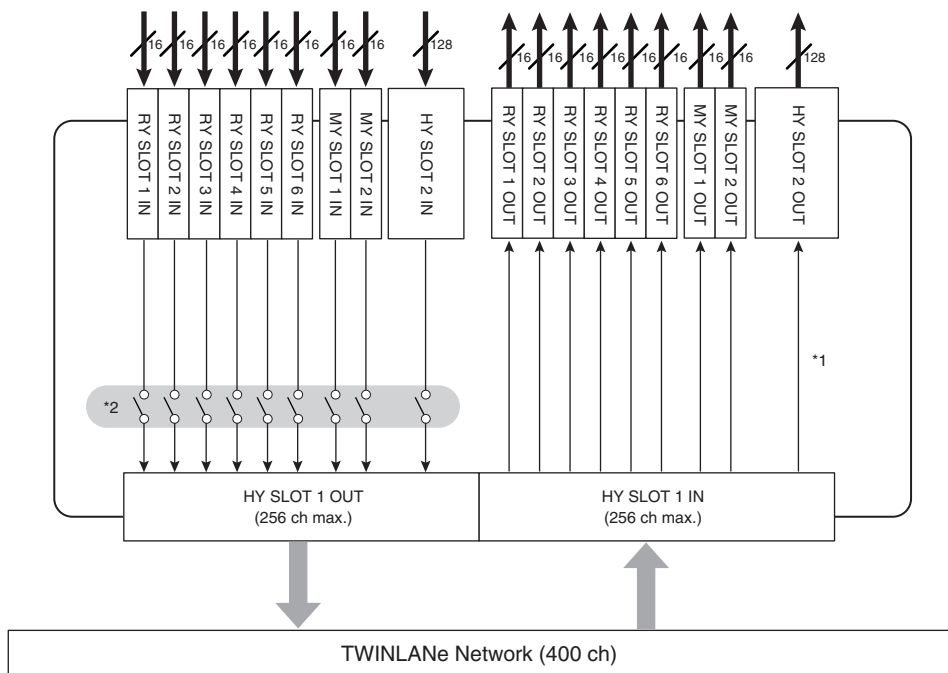 16 16 16 16 16 16 16 16 128 16 16 16 16 16 16 16 16 128
RY SLOT 1 IN
RY SLOT 2 IN
RY SLOT 3 IN
RY SLOT 4 IN
RY SLOT 5 IN
RY SLOT 6 IN
MY SLOT 1 IN
MY SLOT 2 IN
HY SLOT 2 IN
RY SLOT 1 OUT
RY SLOT 2 OUT
RY SLOT 3 OUT
RY SLOT 4 OUT
RY SLOT 5 OUT
RY SLOT 6 OUT
MY SLOT 1 OUT
MY SLOT 2 OUT
HY SLOT 2 OUT
*1
*2
HY SLOT 1 OUT
(256 ch max.)
HY SLOT 1 IN
(256 ch max.)
TWINLANe Network (400 ch)